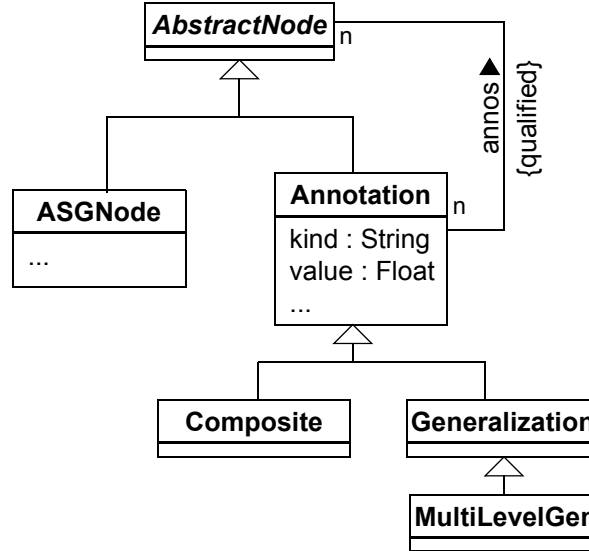 AbstractNode
n
annos
{qualified}
ASGNode
...
Annotation
n
kind : String
value : Float
...
Composite
Generalization
MultiLevelGen